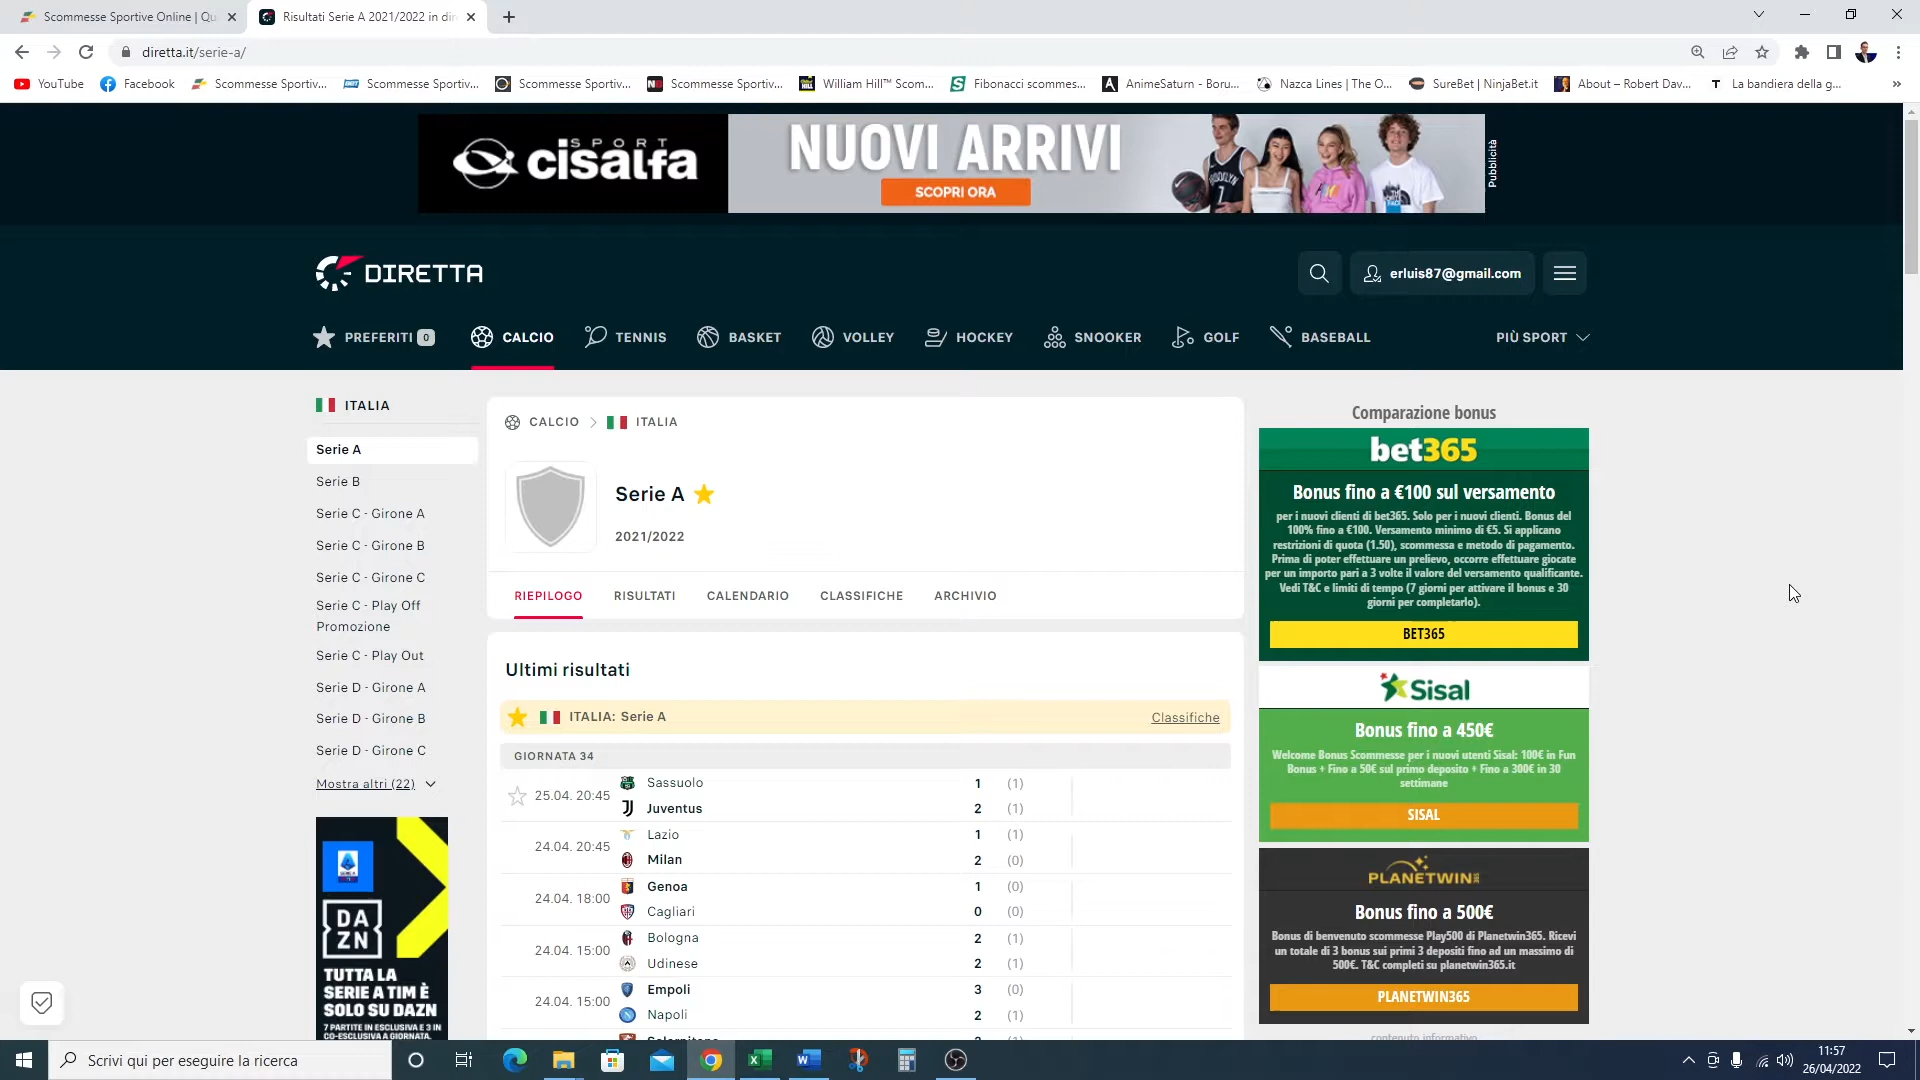 Scommesse Sportive Online | Qu
Risultati Serie A 2021/2022 in dir
diretta.it/serie-a/
YouTube
Facebook
Scommesse Sportiv...
Scommesse Sportiv...
Scommesse Sportiv...
Scommesse Sportiv...
William Hill™ Scom...
Fibonacci scommes...
AnimeSaturn - Boru...
Nazca Lines | The O...
SureBet | NinjaBet.it
About – Robert Dav...
La bandiera della g...
»
SPORT
cisalfa
NUOVI ARRIVI
SCOPRI ORA
BROOKLYN
7
Pubblicità
DIRETTA
erluis87@gmail.com
PREFERITI 0
CALCIO
TENNIS
BASKET
VOLLEY
HOCKEY
SNOOKER
GOLF
BASEBALL
PIÙ SPORT
ITALIA
Serie A
Serie B
Serie C - Girone A
Serie C - Girone B
Serie C - Girone C
Serie C - Play Off
Promozione
Serie C - Play Out
Serie D - Girone A
Serie D - Girone B
Serie D - Girone C
Mostra altri (22)
DA
ZN
TUTTA LA
SERIE A TIM È
SOLO SU DAZN
7 PARTITE IN ESCLUSIVA E 3 IN
CO-ESCLUSIVA A GIORNATA.
CALCIO
ITALIA
Serie A
2021/2022
RIEPILOGO
RISULTATI
CALENDARIO
CLASSIFICHE
ARCHIVIO
Ultimi risultati
ITALIA: Serie A
Classifiche
GIORNATA 34
25.04. 20:45
Sassuolo 1 (1)
Juventus 2 (1)
24.04. 20:45
Lazio 1 (1)
Milan 2 (0)
24.04. 18:00
Genoa 1 (0)
Cagliari 0 (0)
24.04. 15:00
Bologna 2 (1)
Udinese 2 (1)
24.04. 15:00
Empoli 3 (0)
Napoli 2 (1)
Comparazione bonus
bet365
Bonus fino a €100 sul versamento
per i nuovi clienti di bet365. Solo per i nuovi clienti. Bonus del
100% fino a €100. Versamento minimo di €5. Si applicano
restrizioni di quota (1.50), scommessa e metodo di pagamento.
Prima di poter effettuare un prelievo, occorre effettuare giocate
per un importo pari a 3 volte il valore del versamento qualificante.
Vedi T&C e limiti di tempo (7 giorni per attivare il bonus e 30
giorni per completarlo).
BET365
Sisal
Bonus fino a 450€
Welcome Bonus Scommesse per i nuovi utenti Sisal: 100€ in Fun
Bonus + Fino a 50€ sul primo deposito + Fino a 300€ in 30
settimane
SISAL
PLANETWIN365
Bonus fino a 500€
Bonus di benvenuto scommesse Play500 di Planetwin365. Ricevi
un totale di 3 bonus sui primi 3 depositi fino ad un massimo di
500€. T&C completi su planetwin365.it
PLANETWIN365
contenuto informativo
Scrivi qui per eseguire la ricerca
11:57
26/04/2022